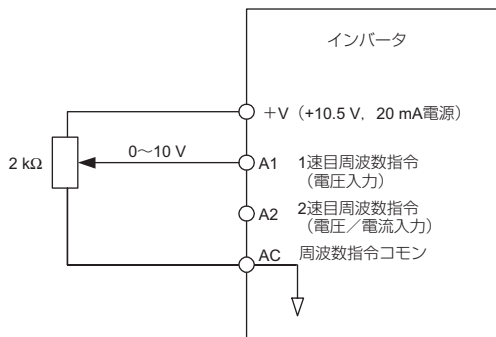 インバータ
+V（+10.5 V，20 mA電源）
2 kΩ
0～10 V
A1 1速目周波数指令
（電圧入力）
A2 2速目周波数指令
（電圧／電流入力）
AC 周波数指令コモン